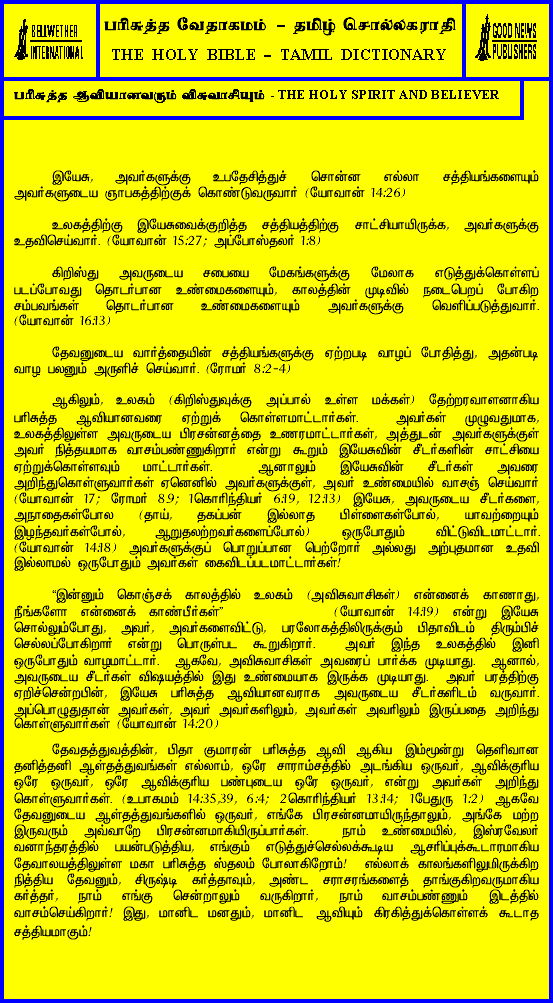 BELLWETHER
INTERNATIONAL
பரிசுத்த வேதாகமம் – தமிழ் சொல்லகராதி
THE HOLY BIBLE – TAMIL DICTIONARY
GOOD NEWS
PUBLISHERS
பரிசுத்த ஆவியானவரும் விசுவாசியும் - THE HOLY SPIRIT AND BELIEVER
இயேசு, அவர்களுக்கு உபதேசித்துச் சொன்ன எல்லா சத்தியங்களையும்
அவர்களுடைய ஞாபகத்திற்குக் கொண்டுவருவார் (யோவான் 14:26)
உலகத்திற்கு இயேசுவைக்குறித்த சத்தியத்திற்கு சாட்சியாயிருக்க, அவர்களுக்கு
உதவிசெய்வார். (யோவான் 15:27; அப்போஸ்தலர் 1:8)
கிறிஸ்து அவருடைய சபையை மேகங்களுக்கு மேலாக எடுத்துக்கொள்ளப்
படப்போவது தொடர்பான உண்மைகளையும், காலத்தின் முடிவில் நடைபெறப் போகிற
சம்பவங்கள் தொடர்பான உண்மைகளையும் அவர்களுக்கு வெளிப்படுத்துவார்.
(யோவான் 16:13)
தேவனுடைய வார்த்தையின் சத்தியங்களுக்கு ஏற்றபடி வாழப் போதித்து, அதன்படி
வாழ பலனும் அருளிச் செய்வார். (ரோமர் 8:2-4)
ஆகிலும், உலகம் (கிறிஸ்துவுக்கு அப்பால் உள்ள மக்கள்) தேற்றரவாளனாகிய
பரிசுத்த ஆவியானவரை ஏற்றுக் கொள்ளமாட்டார்கள். அவர்கள் முழுவதுமாக,
உலகத்திலுள்ள அவருடைய பிரசன்னத்தை உணரமாட்டார்கள், அத்துடன் அவர்களுக்குள்
அவர் நித்தயமாக வாசம்பண்ணுகிறார் என்று கூறும் இயேசுவின் சீடர்களின் சாட்சியை
ஏற்றுக்கொள்ளவும் மாட்டார்கள். ஆனாலும் இயேசுவின் சீடர்கள் அவரை
அறிந்துகொள்ளுவார்கள் ஏனெனில் அவர்களுக்குள், அவர் உண்மையில் வாசஞ் செய்வார்
(யோவான் 17; ரோமர் 8:9; 1கொரிந்தியர் 6:19, 12:13) இயேசு, அவருடைய சீடர்களை,
அநாதைகள்போல (தாய், தகப்பன் இல்லாத பிள்ளைகள்போல், யாவற்றையும்
இழந்தவர்கள்போல், ஆறுதலற்றவர்களைப்போல்) ஒருபோதும் விட்டுவிடமாட்டார்.
(யோவான் 14:18) அவர்களுக்குப் பொறுப்பான பெற்றோர் அல்லது அற்புதமான உதவி
இல்லாமல் ஒருபோதும் அவர்கள் கைவிடப்படமாட்டார்கள்!
“இன்னும் கொஞ்சக் காலத்தில் உலகம் (அவிசுவாசிகள்) என்னைக் காணாது,
நீங்களோ என்னைக் காண்பீர்கள்” (யோவான் 14:19) என்று இயேசு
சொல்லும்போது, அவர், அவர்களைவிட்டு, பரலோகத்திலிருக்கும் பிதாவிடம் திரும்பிச்
செல்லப்போகிறார் என்று பொருள்பட கூறுகிறார். அவர் இந்த உலகத்தில் இனி
ஒருபோதும் வாழமாட்டார். ஆகவே, அவிசுவாசிகள் அவரைப் பார்க்க முடியாது. ஆனால்,
அவருடைய சீடர்கள் விஷயத்தில் இது உண்மையாக இருக்க முடியாது. அவர் பரத்திற்கு
ஏறிச்சென்றபின், இயேசு பரிசுத்த ஆவியானவராக அவருடைய சீடர்களிடம் வருவார்.
அப்பொழுதுதான் அவர்கள், அவர் அவர்களிலும், அவர்கள் அவரிலும் இருப்பதை அறிந்து
கொள்ளுவார்கள் (யோவான் 14:20)
தேவதத்துவத்தின், பிதா குமாரன் பரிசுத்த ஆவி ஆகிய இம்மூன்று தெளிவான
தனித்தனி ஆள்தத்துவங்கள் எல்லாம், ஒரே சாராம்சத்தில் அடங்கிய ஒருவர், ஆவிக்குரிய
ஒரே ஒருவர், ஒரே ஆவிக்குரிய பண்புடைய ஒரே ஒருவர், என்று அவர்கள் அறிந்து
கொள்ளுவார்கள். (உபாகமம் 14:35,39, 6:4; 2கொரிந்தியர் 13:14; 1பேதுரு 1:2) ஆகவே
தேவனுடைய ஆள்தத்துவங்களில் ஒருவர், எங்கே பிரசன்னமாயிருந்தாலும், அங்கே மற்ற
இருவரும் அவ்வாறே பிரசன்னமாகியிருப்பார்கள். நாம் உண்மையில், இஸ்ரவேலர்
வனாந்தரத்தில் பயன்படுத்திய, எங்கும் எடுத்துச்செல்லக்கூடிய ஆசரிப்புக்கூடாரமாகிய
தேவாலயத்திலுள்ள மகா பரிசுத்த ஸ்தலம் போலாகிறோம்! எல்லாக் காலங்களிலுமிருக்கிற
நித்திய தேவனும், சிருஷ்டி கர்த்தாவும், அண்ட சராசரங்களைத் தாங்குகிறவருமாகிய
கர்த்தர், நாம் எங்கு சென்றாலும் வருகிறார், நாம் வாசம்பண்ணும் இடத்தில்
வாசம்செய்கிறார்! இது, மானிட மனதும், மானிட ஆவியும் கிரகித்துக்கொள்ளக் கூடாத
சத்தியமாகும்!